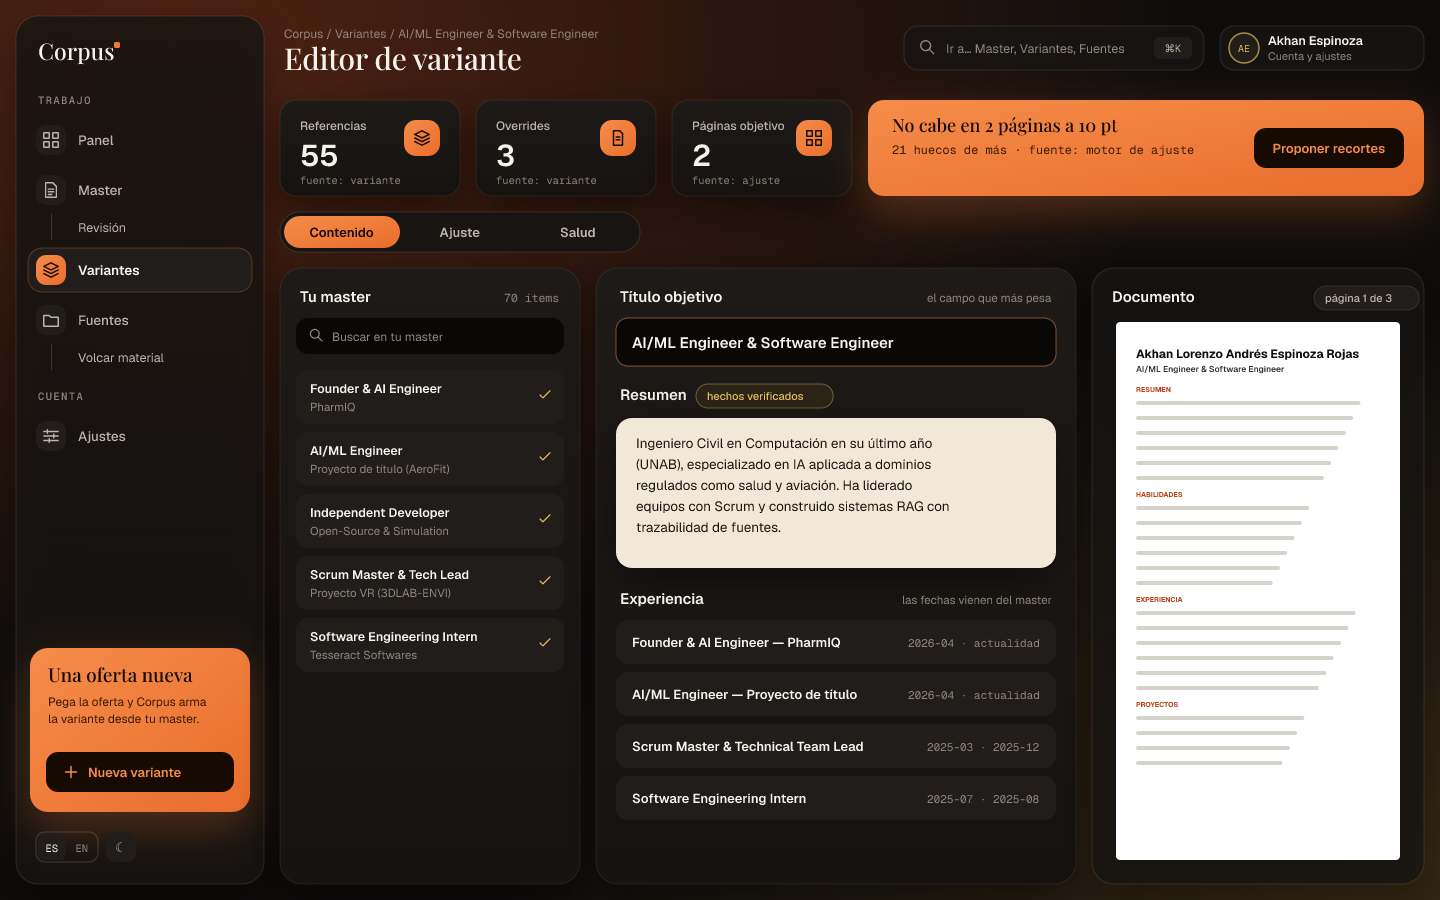 Corpus
TRABAJO
Panel
Master
Revisión
Variantes
Fuentes
Volcar material
CUENTA
Ajustes
Una oferta nueva
Pega la oferta y Corpus arma
la variante desde tu master.
Nueva variante
ES EN
Corpus / Variantes / AI/ML Engineer & Software Engineer
Editor de variante
Ir a... Master, Variantes, Fuentes ⌘K
AE
Akhan Espinoza
Cuenta y ajustes
Referencias
55
fuente: variante
Overrides
3
fuente: variante
Páginas objetivo
2
fuente: ajuste
No cabe en 2 páginas a 10 pt
21 huecos de más · fuente: motor de ajuste
Proponer recortes
Contenido Ajuste Salud
Tu master 70 ítems
Buscar en tu master
Founder & AI Engineer
PharmIQ
AI/ML Engineer
Proyecto de título (AeroFit)
Independent Developer
Open-Source & Simulation
Scrum Master & Tech Lead
Proyecto VR (3DLAB-ENVI)
Software Engineering Intern
Tesseract Softwares
Título objetivo el campo que más pesa
AI/ML Engineer & Software Engineer
Resumen hechos verificados
Ingeniero Civil en Computación en su último año
(UNAB), especializado en IA aplicada a dominios
regulados como salud y aviación. Ha liderado
equipos con Scrum y construido sistemas RAG con
trazabilidad de fuentes.
Experiencia las fechas vienen del master
Founder & AI Engineer — PharmIQ 2026-04 · actualidad
AI/ML Engineer — Proyecto de título 2026-04 · actualidad
Scrum Master & Technical Team Lead 2025-03 · 2025-12
Software Engineering Intern 2025-07 · 2025-08
Documento página 1 de 3
Akhan Lorenzo Andrés Espinoza Rojas
AI/ML Engineer & Software Engineer
RESUMEN
HABILIDADES
EXPERIENCIA
PROYECTOS